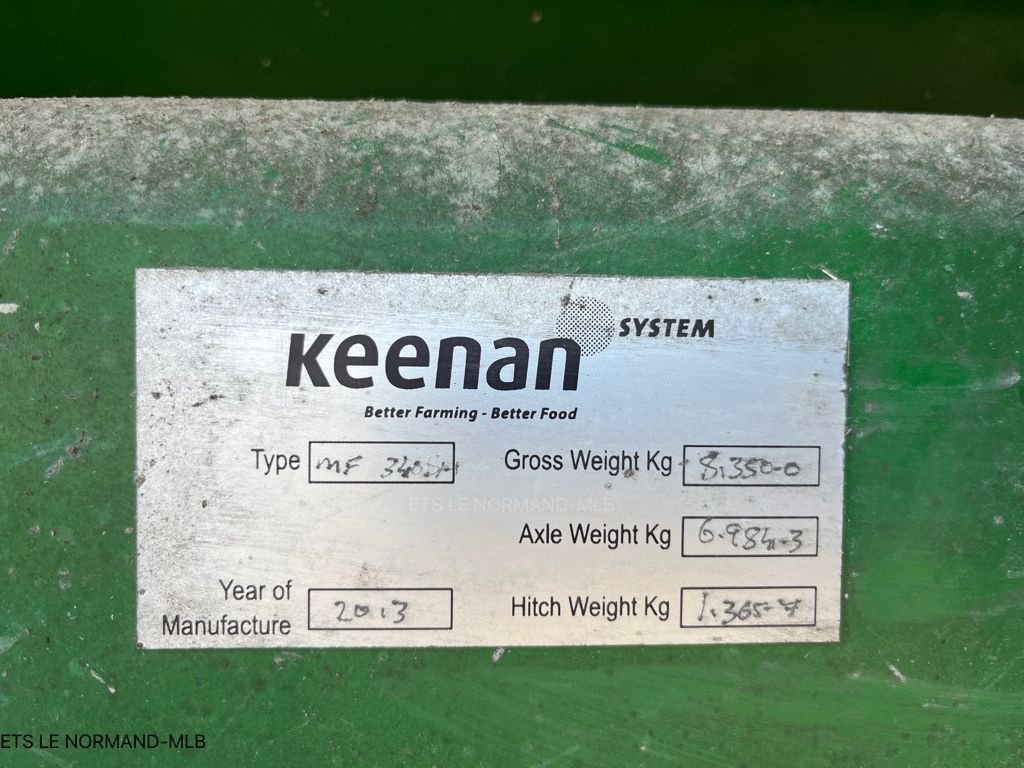 Keenan SYSTEM
Better Farming - Better Food
Type MF 340
Gross Weight Kg 8.350-0
ETS LE NORMAND-MLB
Axle Weight Kg 6.984.3
Year of
Manufacture 2013
Hitch Weight Kg 1.365-7
ETS LE NORMAND-MLB